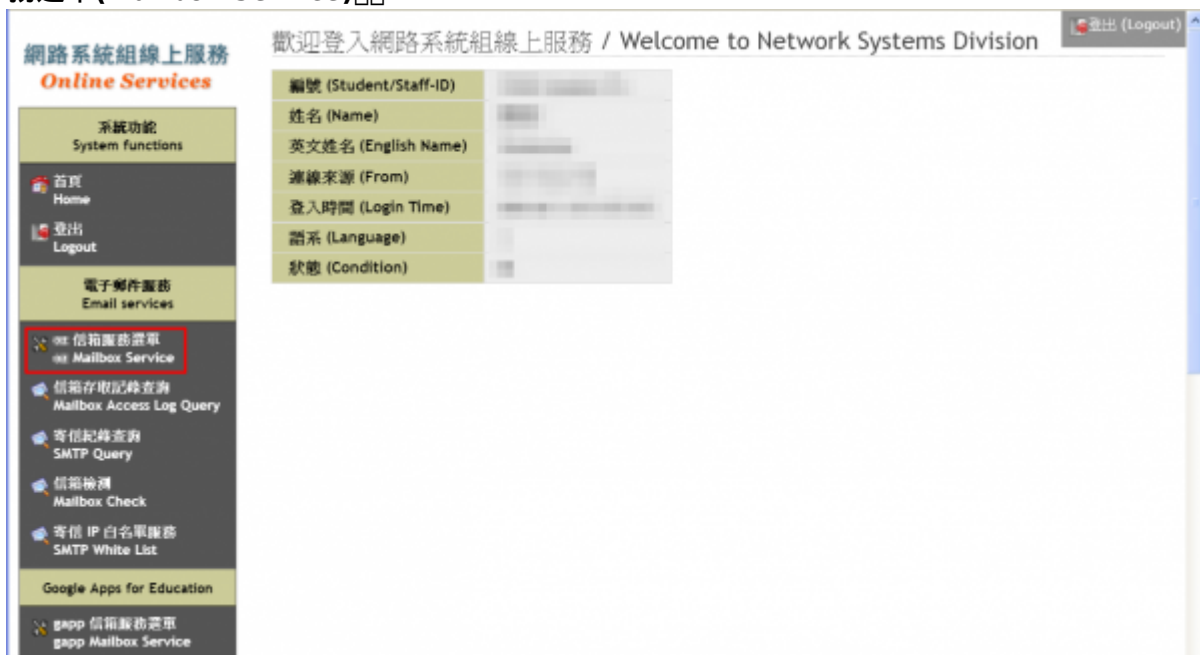 登出 (Logout)
網路系統組線上服務
Online Services
歡迎登入網路系統組線上服務 / Welcome to Network Systems Division
編號 (Student/Staff-ID)
姓名 (Name)
英文姓名 (English Name)
連線來源 (From)
登入時間 (Login Time)
語系 (Language)
狀態 (Condition)
系統功能
System functions
首頁
Home
登出
Logout
電子郵件服務
Email services
信箱服務選單
Mailbox Service
信箱存取記錄查詢
Mailbox Access Log Query
寄信記錄查詢
SMTP Query
信箱檢測
Mailbox Check
寄信 IP 白名單服務
SMTP White List
Google Apps for Education
gapp 信箱服務選單
gapp Mailbox Service